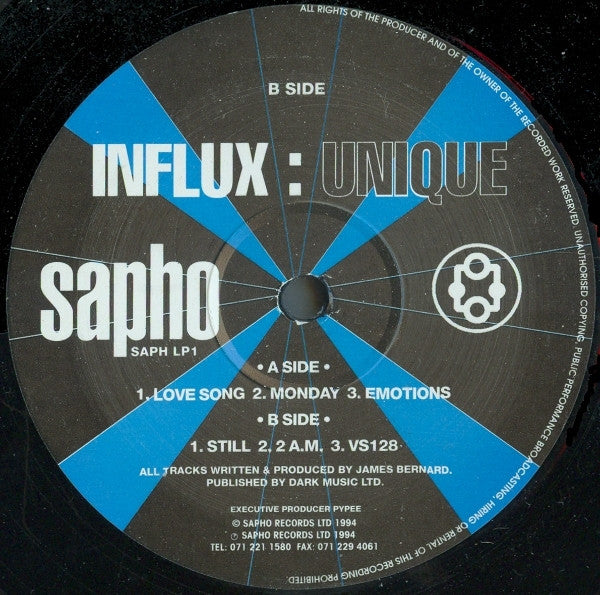 ALL RIGHTS OF THE PRODUCER AND OF THE OWNER OF THE RECORDED WORK RESERVED. UNAUTHORISED COPYING, PUBLIC PERFORMANCE BROADCASTING, HIRING OR RENTAL OF THIS RECORDING PROHIBITED.
B SIDE
INFLUX : UNIQUE
sapho
SAPH LP1
• A SIDE •
1. LOVE SONG 2. MONDAY 3. EMOTIONS
• B SIDE •
1. STILL 2. 2 A.M. 3. VS128
ALL TRACKS WRITTEN & PRODUCED BY JAMES BERNARD.
PUBLISHED BY DARK MUSIC LTD.
EXECUTIVE PRODUCER PYPEE
© SAPHO RECORDS LTD 1994
℗ SAPHO RECORDS LTD 1994
TEL: 071 221 1580 FAX: 071 229 4061